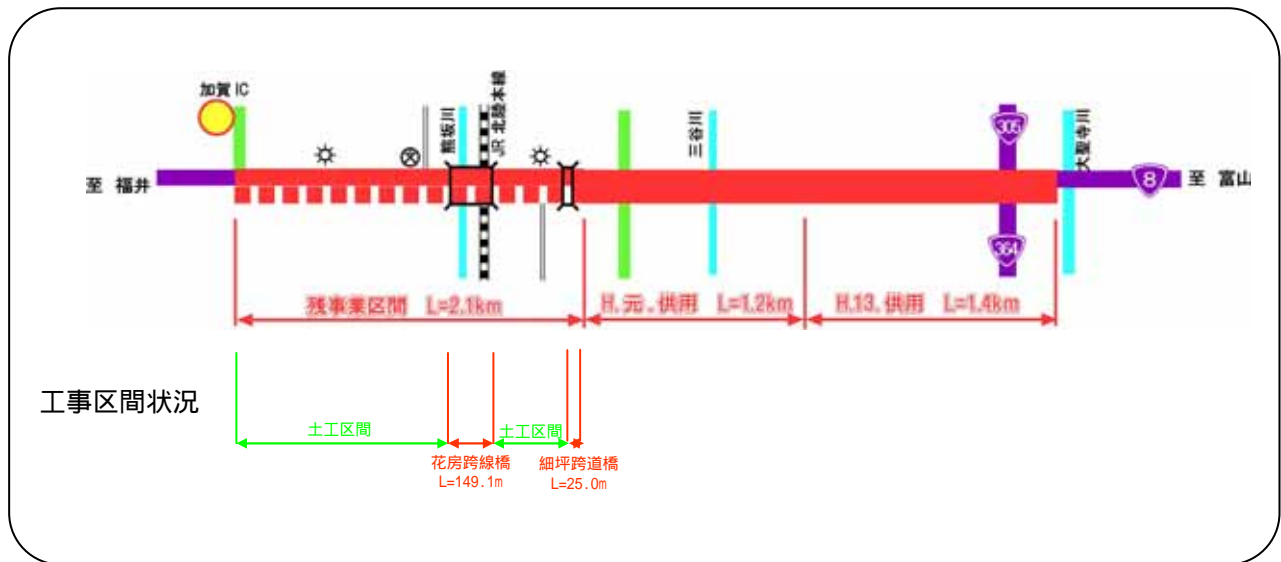 加賀 IC
熊坂川
JR 北陸本線
三谷川
305
大聖寺川
至 福井
8
至 富山
364
残事業区間 L=2.1km
H.元.供用 L=1.2km
H.13.供用 L=1.4km
工事区間状況
土工区間
土工区間
花房跨線橋
L=149.1m
細坪跨道橋
L=25.0m